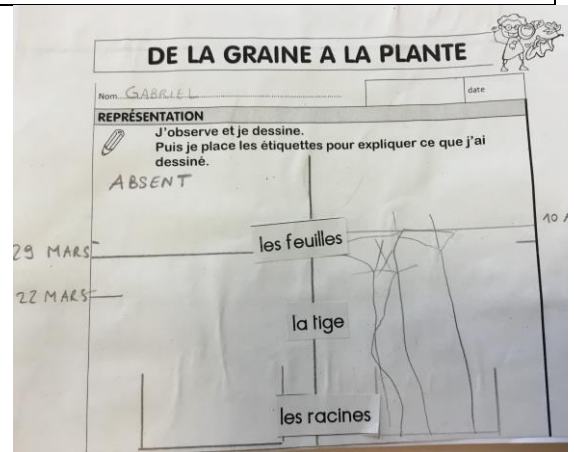 DE LA GRAINE A LA PLANTE
Nom GABRIEL
date
REPRÉSENTATION
J'observe et je dessine.
Puis je place les étiquettes pour expliquer ce que j'ai
dessiné.
ABSENT
les feuilles
10
29 MARS
22 MARS
la tige
les racines